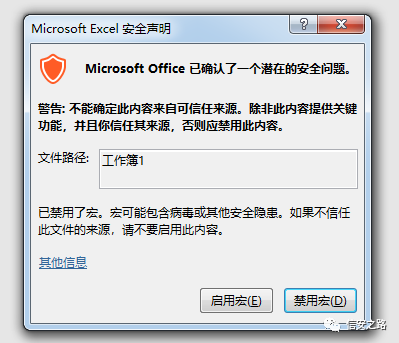 Microsoft Excel 安全声明
Microsoft Office 已确认了一个潜在的安全问题。
警告: 不能确定此内容来自可信任来源。除非此内容提供关键
功能，并且你信任其来源，否则应禁用此内容。
文件路径:
工作簿1
已禁用了宏。宏可能包含病毒或其他安全隐患。如果不信任
此文件的来源，请不要启用此内容。
其他信息
启用宏(E)
禁用宏(D)
信安之路